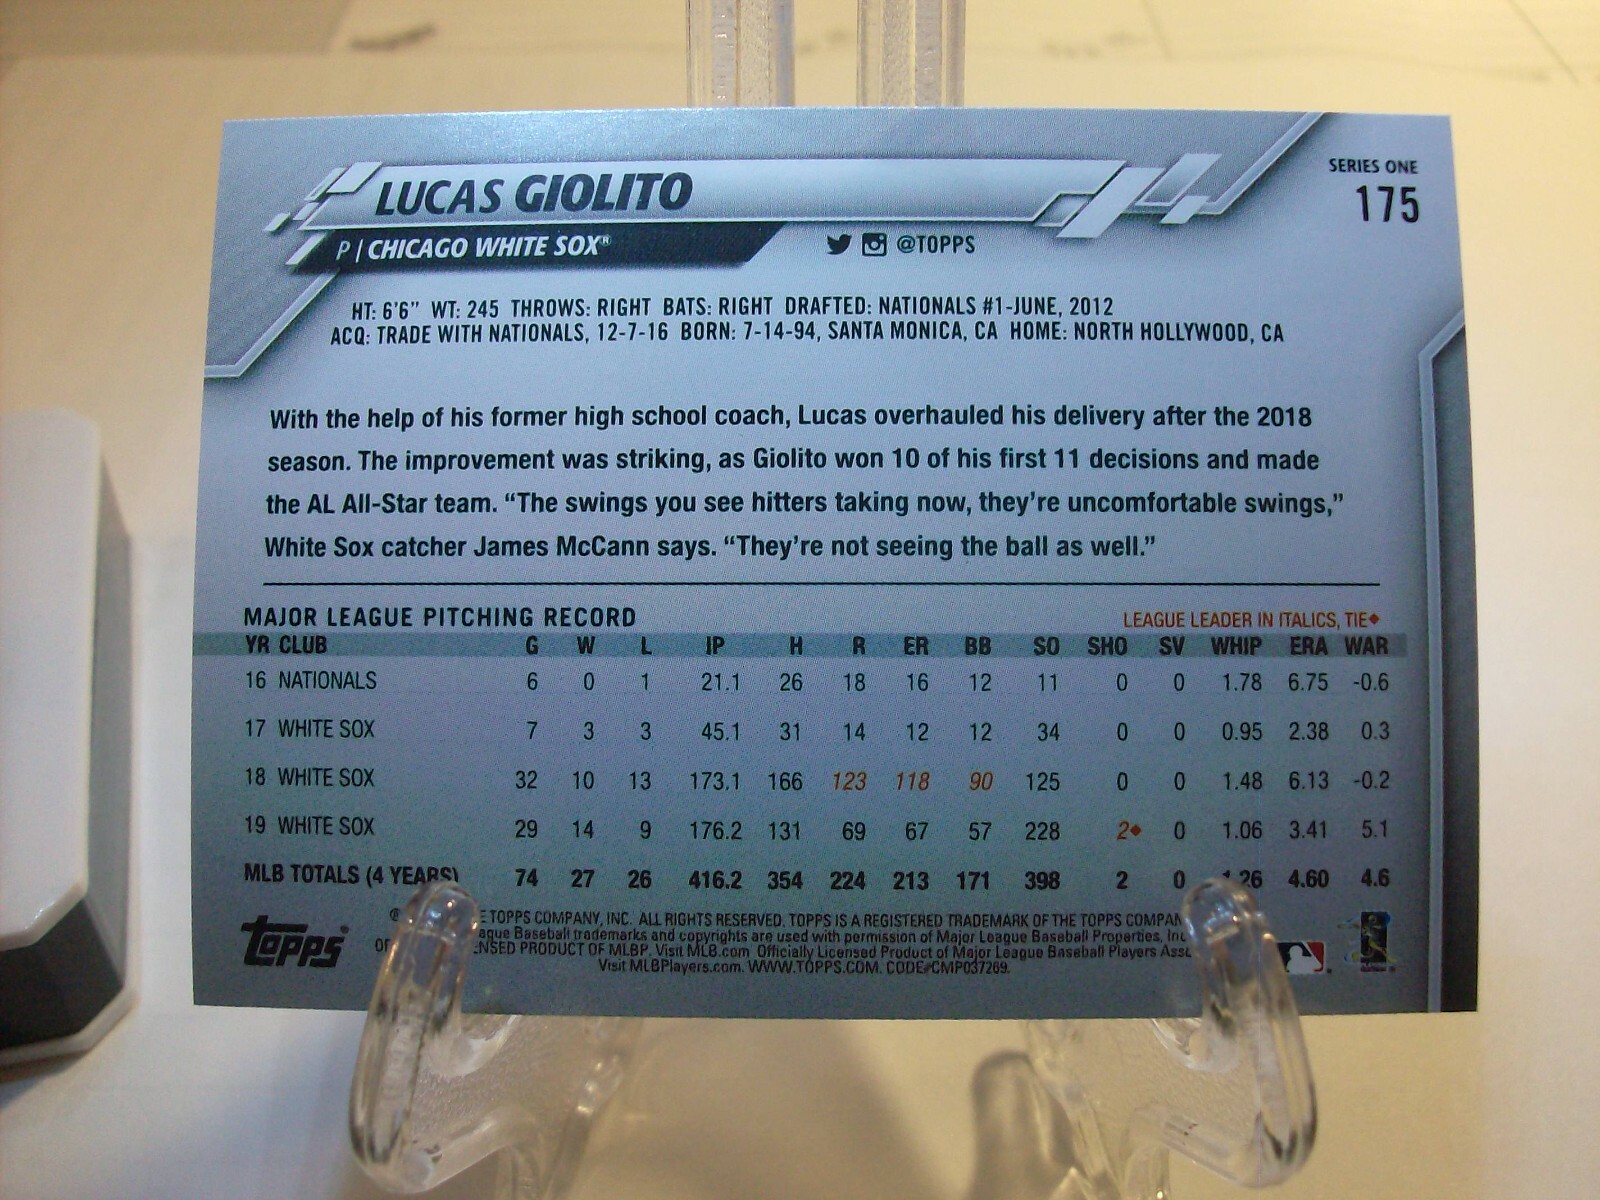 SERIES ONE
175
LUCAS GIOLITO
P | CHICAGO WHITE SOX®
@TOPPS
HT: 6'6" WT: 245 THROWS: RIGHT BATS: RIGHT DRAFTED: NATIONALS #1-JUNE, 2012
ACQ: TRADE WITH NATIONALS, 12-7-16 BORN: 7-14-94, SANTA MONICA, CA HOME: NORTH HOLLYWOOD, CA
With the help of his former high school coach, Lucas overhauled his delivery after the 2018
season. The improvement was striking, as Giolito won 10 of his first 11 decisions and made
the AL All-Star team. “The swings you see hitters taking now, they’re uncomfortable swings,”
White Sox catcher James McCann says. “They’re not seeing the ball as well.”
MAJOR LEAGUE PITCHING RECORD
LEAGUE LEADER IN ITALICS, TIE♦
YR CLUB G W L IP H R ER BB SO SHO SV WHIP ERA WAR
16 NATIONALS 6 0 1 21.1 26 18 16 12 11 0 0 1.78 6.75 -0.6
17 WHITE SOX 7 3 3 45.1 31 14 12 12 34 0 0 0.95 2.38 0.3
18 WHITE SOX 32 10 13 173.1 166 123 118 90 125 0 0 1.48 6.13 -0.2
19 WHITE SOX 29 14 9 176.2 131 69 67 57 228 2♦ 0 1.06 3.41 5.1
MLB TOTALS (4 YEARS) 74 27 26 416.2 354 224 213 171 398 2 0 1.26 4.60 4.6
TOPPS COMPANY, INC. ALL RIGHTS RESERVED. TOPPS IS A REGISTERED TRADEMARK OF THE TOPPS
Baseball trademarks and copyrights are used with permission of Major League Baseball Properties,
PRODUCT OF MLBP. Visit MLB.com Officially Licensed Product of Major League Baseball Players
Visit MLBPlayers.com. WWW.TOPPS.COM. CODE#CMP037269.
Topps®